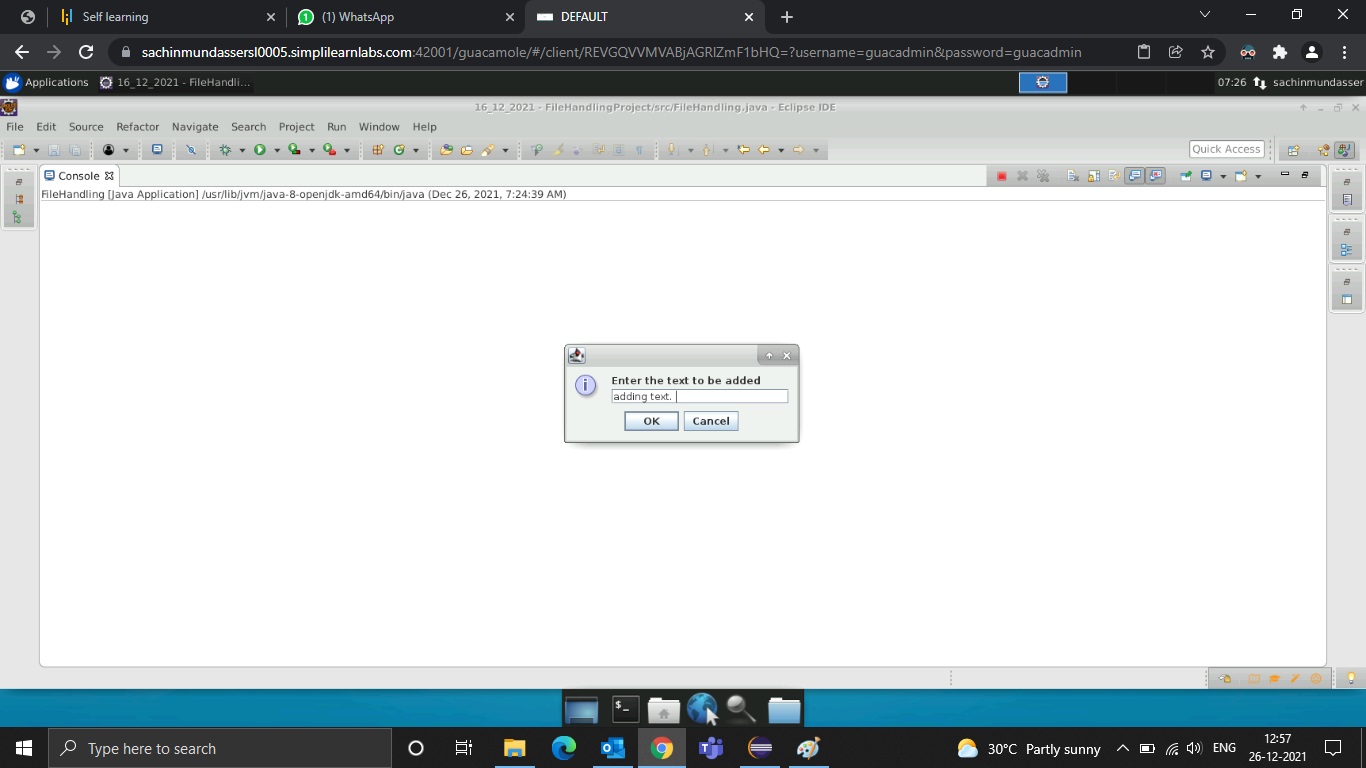 Self learning
(1) WhatsApp
DEFAULT
sachinmundassersl0005.simplilearnlabs.com:42001/guacamole/#/client/REVGQVVMVABjAGRlZmF1bHQ=?username=guacadmin&password=guacadmin
Applications 16_12_2021 - FileHandli... 07:26 sachinmundasser
16_12_2021 - FileHandlingProject/src/FileHandling.java - Eclipse IDE
File Edit Source Refactor Navigate Search Project Run Window Help
Quick Access
Console
FileHandling [Java Application] /usr/lib/jvm/java-8-openjdk-amd64/bin/java (Dec 26, 2021, 7:24:39 AM)
Enter the text to be added
adding text.
OK Cancel
$_
Type here to search
30°C Partly sunny
ENG
12:57
26-12-2021